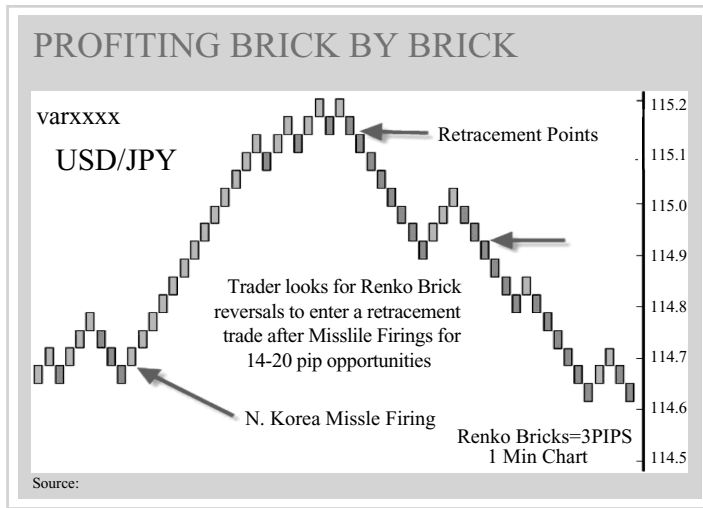 PROFITING BRICK BY BRICK
varxxxx
USD/JPY
Retracement Points
Trader looks for Renko Brick
reversals to enter a retracement
trade after Misslile Firings for
14-20 pip opportunities
N. Korea Missle Firing
Renko Bricks=3PIPS
1 Min Chart
115.2
115.1
115.0
114.9
114.8
114.7
114.6
114.5
Source: